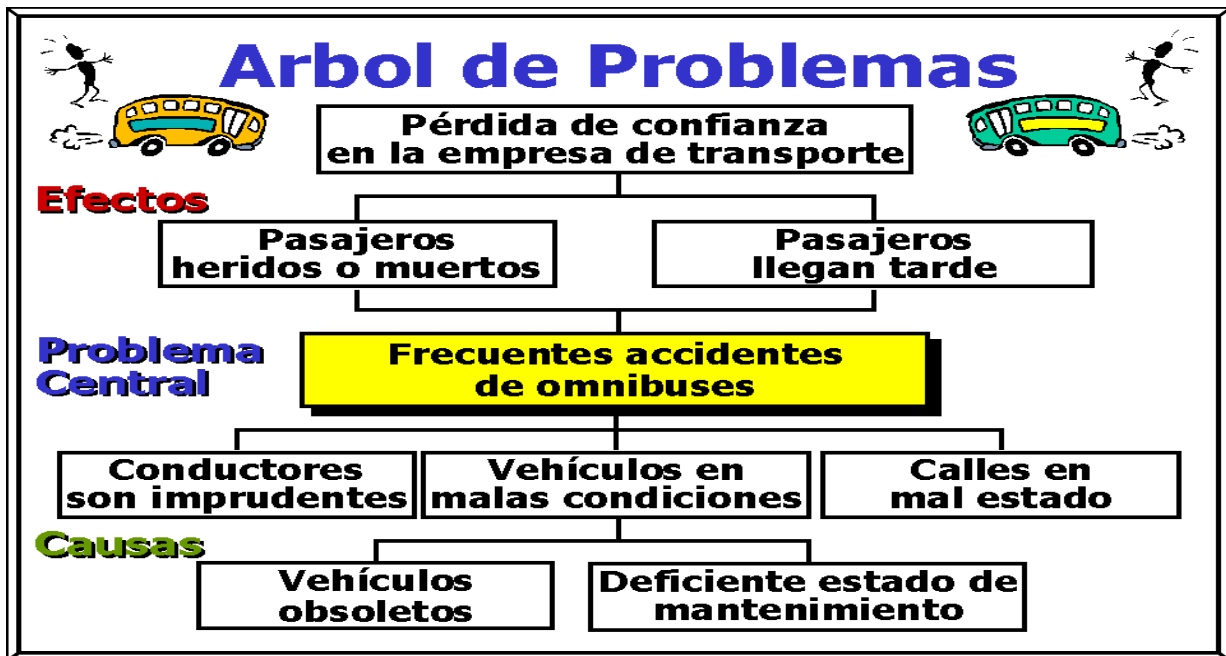 Arbol de Problemas
Pérdida de confianza
en la empresa de transporte
Efectos
Pasajeros
heridos o muertos
Pasajeros
llegan tarde
Problema
Central
Frecuentes accidentes
de omnibuses
Conductores
son imprudentes
Vehículos en
malas condiciones
Calles en
mal estado
Causas
Vehículos
obsoletos
Deficiente estado de
mantenimiento